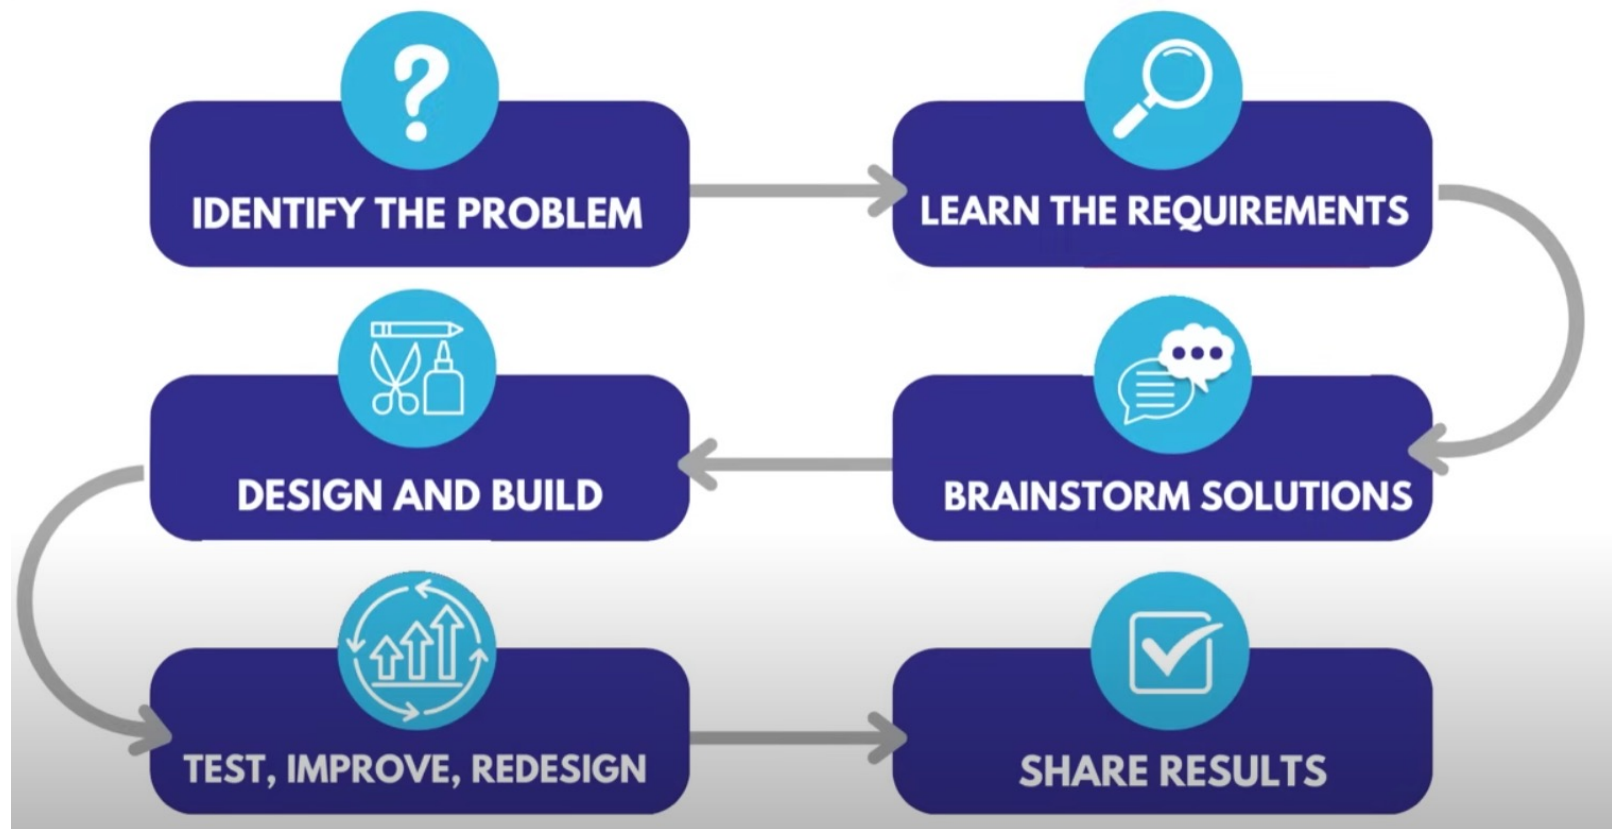 IDENTIFY THE PROBLEM
LEARN THE REQUIREMENTS
BRAINSTORM SOLUTIONS
DESIGN AND BUILD
TEST, IMPROVE, REDESIGN
SHARE RESULTS